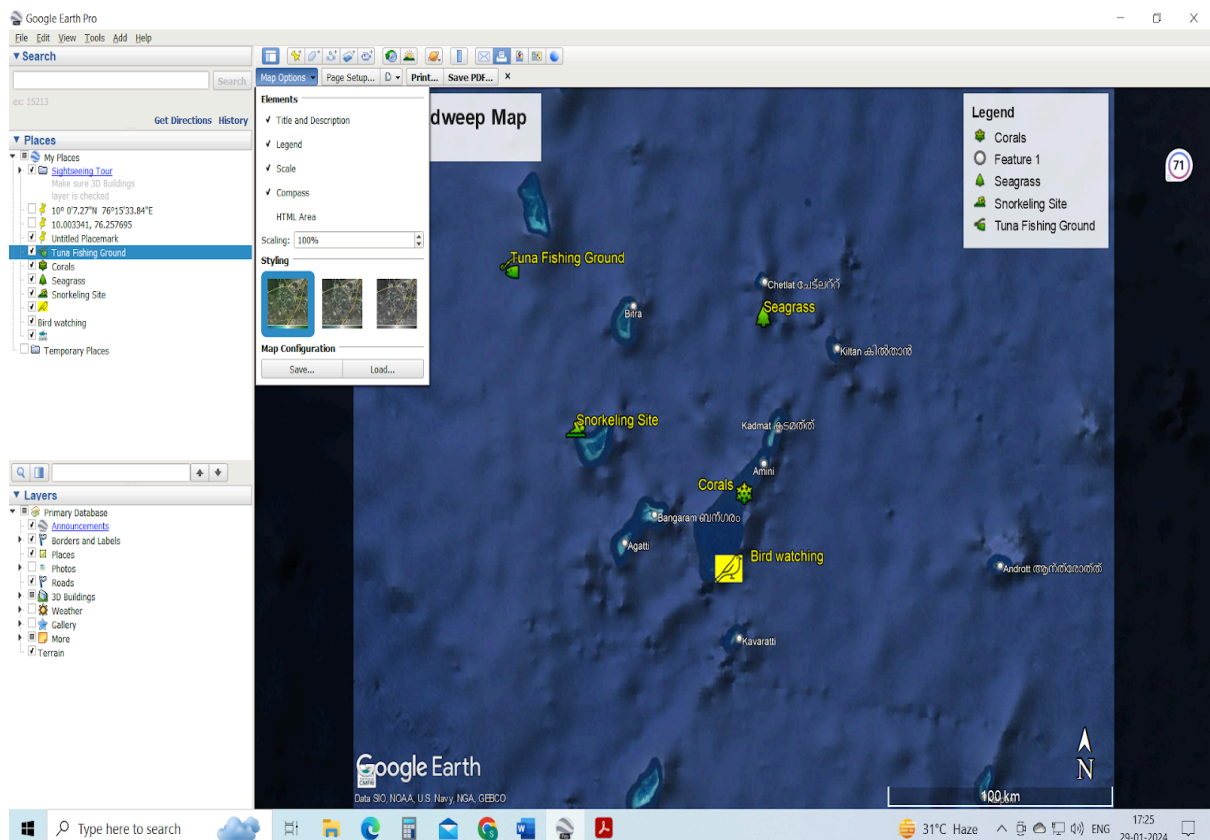 Google Earth Pro
File Edit View Tools Add Help
Search
Search
ex: 15213
Get Directions History
Places
My Places
Sightseeing Tour
Make sure 3D Buildings
layer is checked
10° 0'7.27"N 76°15'33.84"E
10.003341, 76.257695
Untitled Placemark
Tuna Fishing Ground
Corals
Seagrass
Snorkeling Site
Bird watching
Temporary Places
Layers
Primary Database
Announcements
Borders and Labels
Places
Photos
Roads
3D Buildings
Weather
Gallery
More
Terrain
Map Options Page Setup... Print... Save PDF... x
Elements
Title and Description
Legend
Scale
Compass
HTML Area
Scaling: 100%
Styling
Map Configuration
Save... Load...
dweep Map
Legend
Corals
Feature 1
Seagrass
Snorkeling Site
Tuna Fishing Ground
71
Tuna Fishing Ground
Chetlat ചേട്ലറ്റ്
Seagrass
Bitra
Kiltan കിൽതാൻ
Snorkeling Site
Kadmat കടമത്ത്
Amini
Corals
Bangaram ബന്ഗരം
Agatti
Bird watching
Andrott ആന്ത്രോത്ത്
Kavaratti
N
100 km
Google Earth
CMFRI
Data SIO, NOAA, U.S. Navy, NGA, GEBCO
Type here to search
31°C Haze
ENG
17:25
29-01-2024